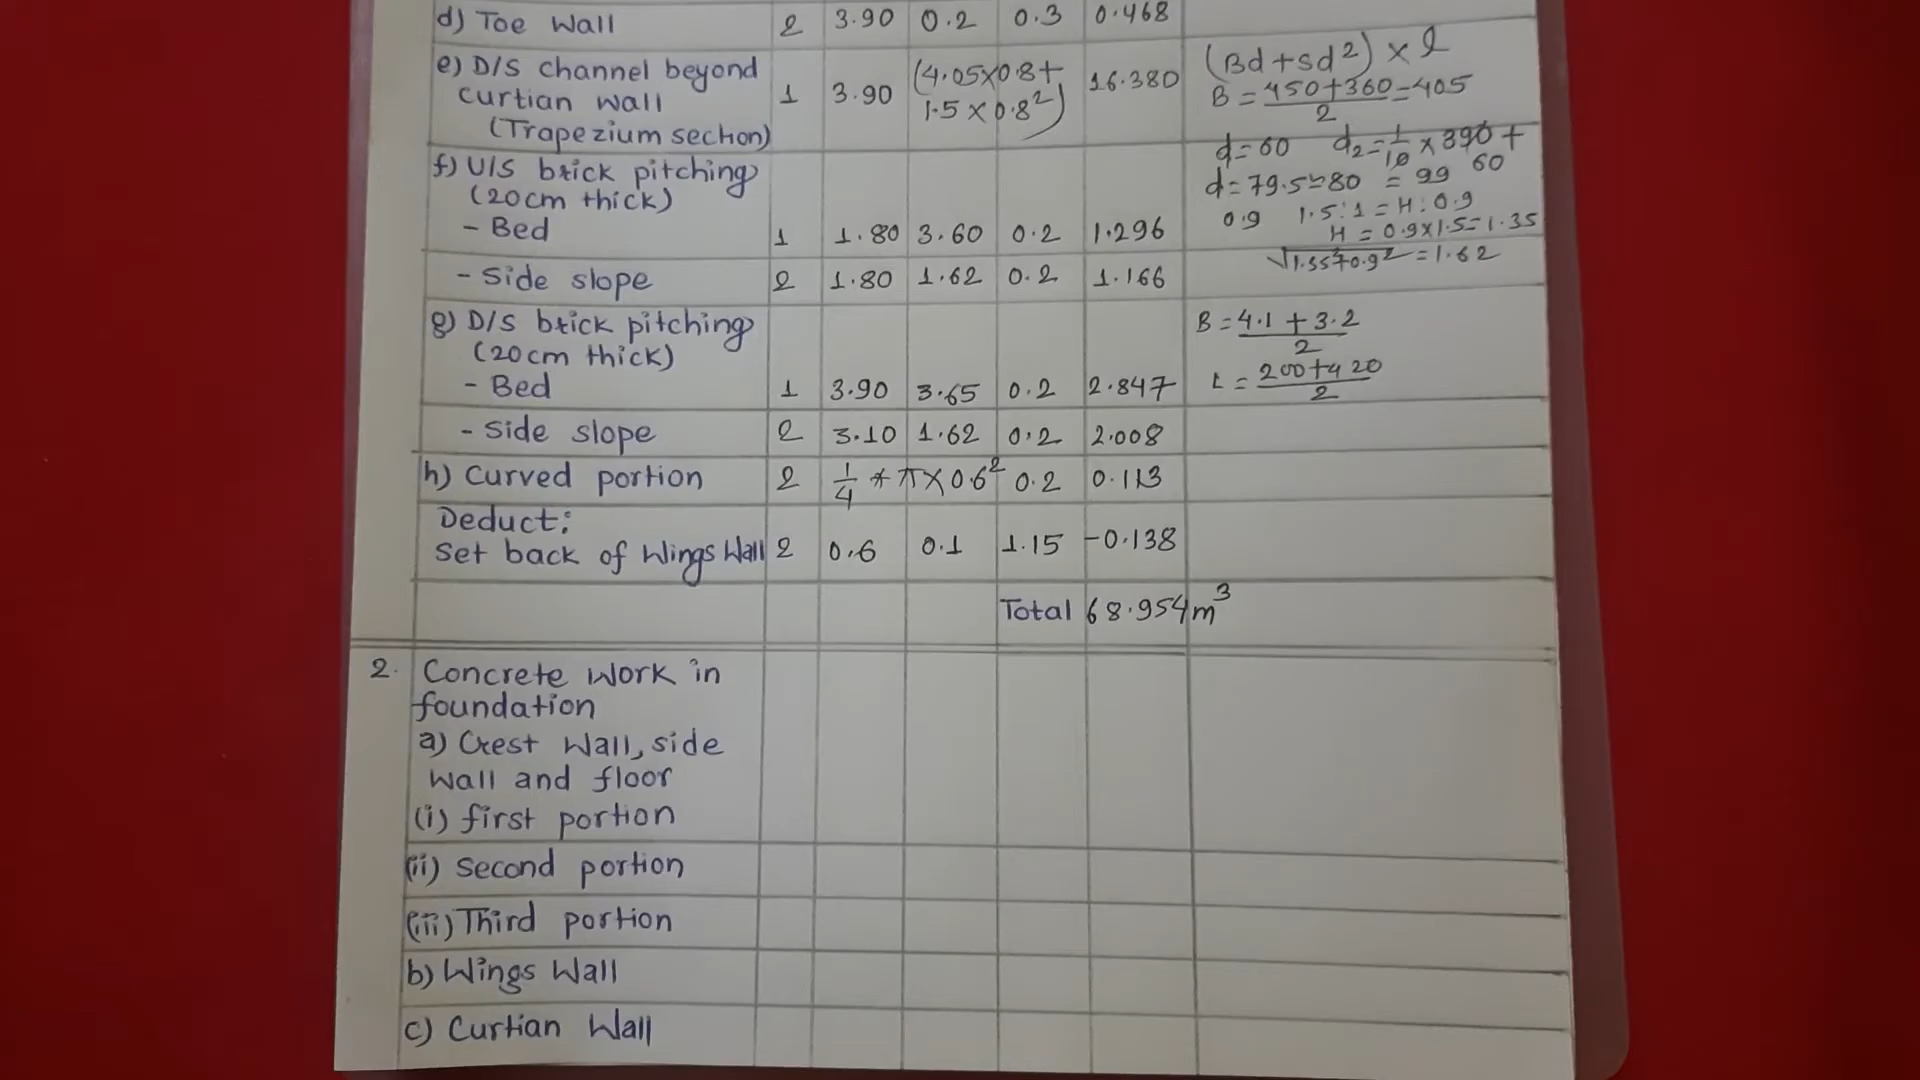 d) Toe Wall 2 3.90 0.2 0.3 0.468
e) D/S channel beyond
curtian wall
(Trapezium section) 1 3.90 (4.05×0.8+
1.5×0.8²) 16.380 (Bd+sd²)×l
B = 450+360/2 = 405
d=60 d₂=1/10 × 390 + 60
d=79.5≃80 = 99
f) U/S brick pitching
(20cm thick)
- Bed 1 1.80 3.60 0.2 1.296
0.9 1.5:1 = H:0.9
H = 0.9×1.5=1.35
√1.35²+0.9² = 1.62
- Side slope 2 1.80 1.62 0.2 1.166
g) D/S brick pitching
(20cm thick)
- Bed 1 3.90 3.65 0.2 2.847
B = 4.1 + 3.2/2
L = 200+420/2
- Side slope 2 3.10 1.62 0.2 2.008
h) Curved portion 2 1/4 * π × 0.6² 0.2 0.113
Deduct:
Set back of Wings Wall 2 0.6 0.1 1.15 -0.138
Total 68.954m³
2. Concrete Work in
foundation
a) Crest Wall, side
Wall and floor
(i) first portion
(ii) Second portion
(iii) Third portion
b) Wings Wall
c) Curtian Wall